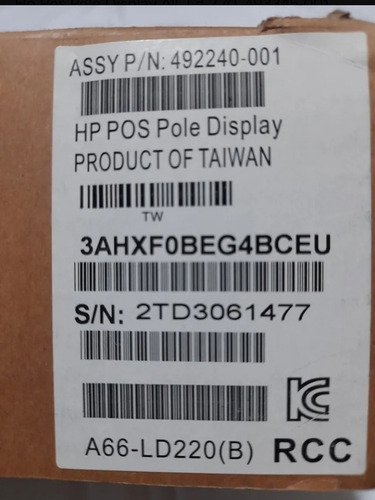 ASSY P/N: 492240-001
HP POS Pole Display
PRODUCT OF TAIWAN
TW
3AHXF0BEG4BCEU
S/N: 2TD3061477
A66-LD220(B) RCC